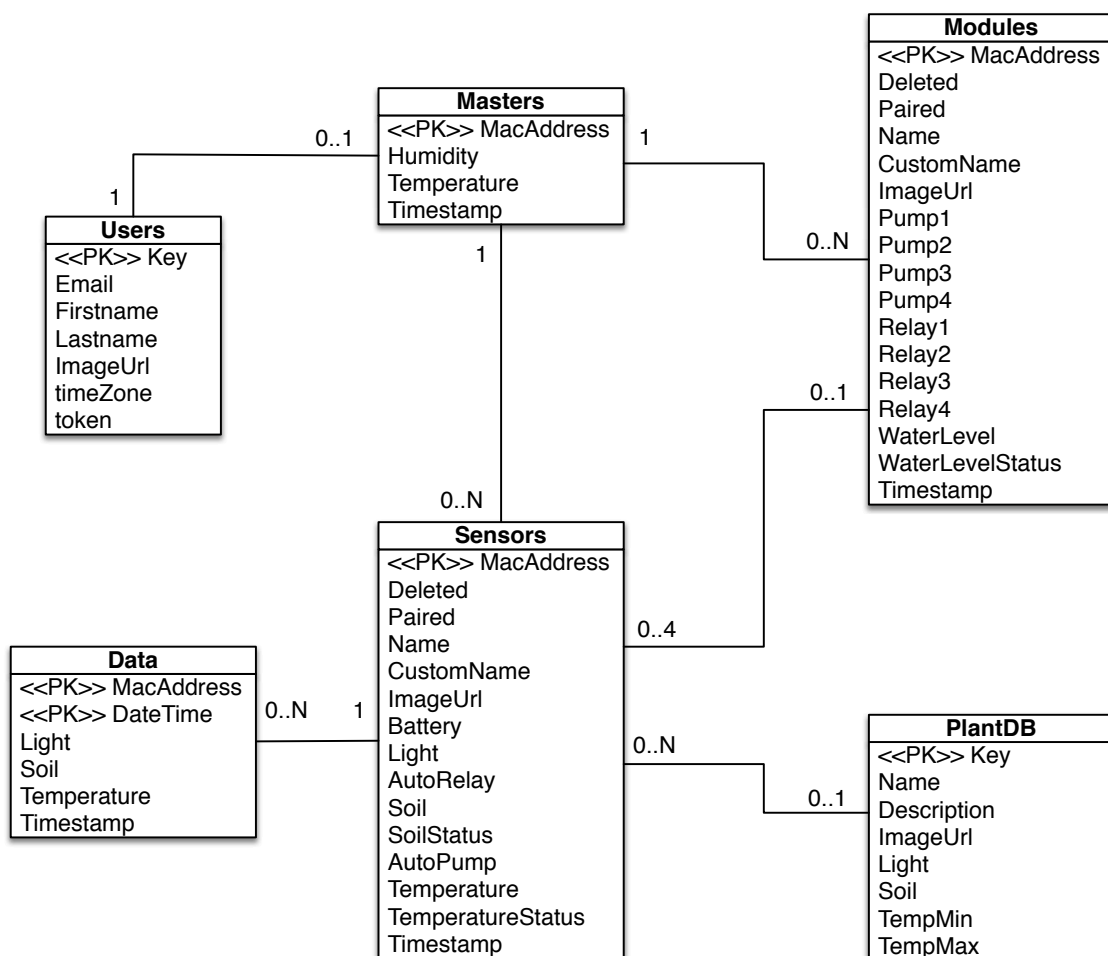 Modules
<<PK>> MacAddress
Deleted
Paired
Name
CustomName
ImageUrl
Pump1
Pump2
Pump3
Pump4
Relay1
Relay2
Relay3
Relay4
WaterLevel
WaterLevelStatus
Timestamp
Masters
<<PK>> MacAddress
Humidity
Temperature
Timestamp
0..1
1
1
0..N
1
Users
<<PK>> Key
Email
Firstname
Lastname
ImageUrl
timeZone
token
0..1
0..N
Sensors
<<PK>> MacAddress
Deleted
Paired
Name
CustomName
ImageUrl
Battery
Light
AutoRelay
Soil
SoilStatus
AutoPump
Temperature
TemperatureStatus
Timestamp
0..4
Data
<<PK>> MacAddress
<<PK>> DateTime
Light
Soil
Temperature
Timestamp
0..N
1
0..N
0..1
PlantDB
<<PK>> Key
Name
Description
ImageUrl
Light
Soil
TempMin
TempMax